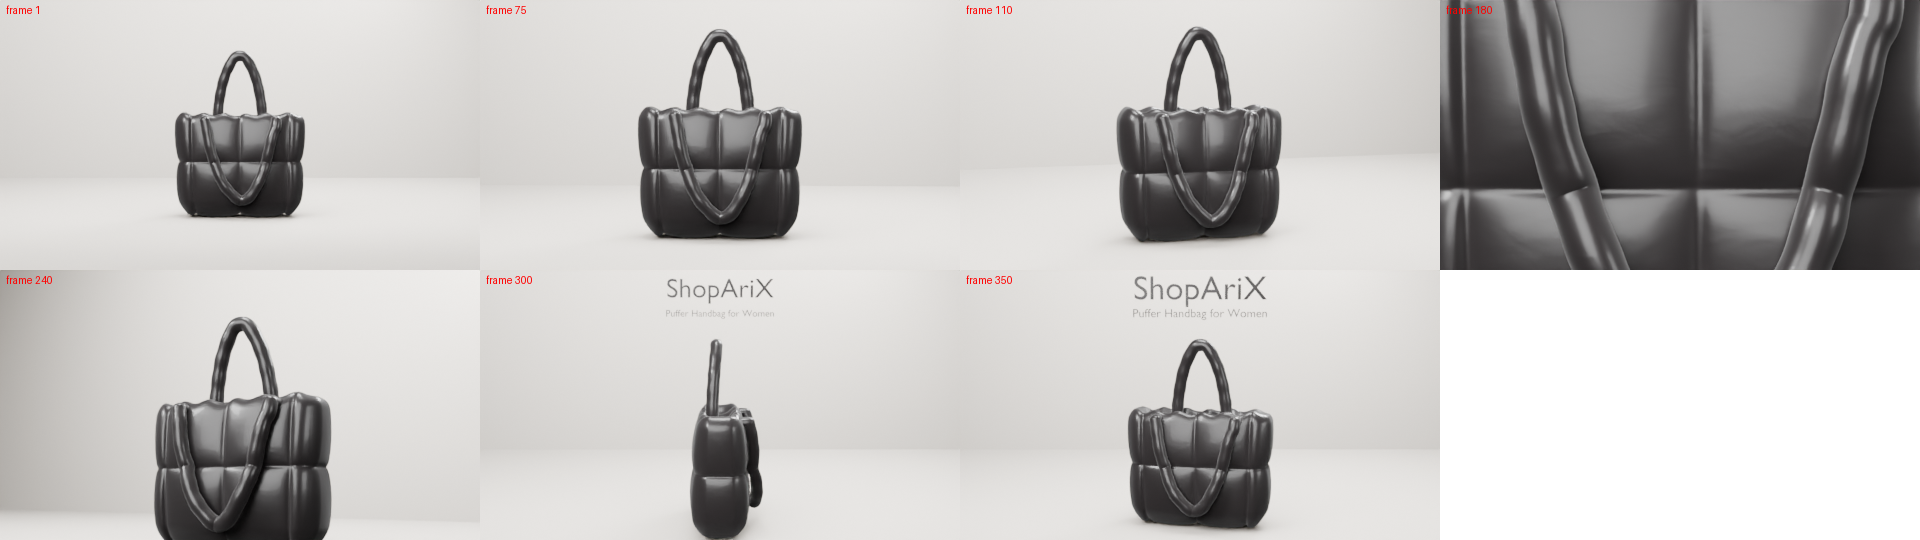 frame 1
frame 75
frame 110
frame 180
frame 240
frame 300
ShopAriX
Puffer Handbag for Women
frame 350
ShopAriX
Puffer Handbag for Women